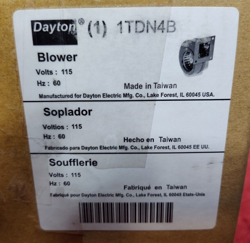 Dayton® (1) 1TDN4B
Blower
Volts : 115
Hz : 60
Made in Taiwan
Manufactured for Dayton Electric Mfg. Co., Lake Forest, IL 60045 USA.
Soplador
Voltios : 115
Hz : 60
Hecho en Taiwan
Fabricado para Dayton Electric Mfg. Co., Lake Forest, IL 60045 EE UU.
Soufflerie
Volts : 115
Hz : 60
Fabriqué en Taiwan
Fabriqué pour Dayton Electric Mfg. Co., Lake Forest, IL 60045 États-Unis